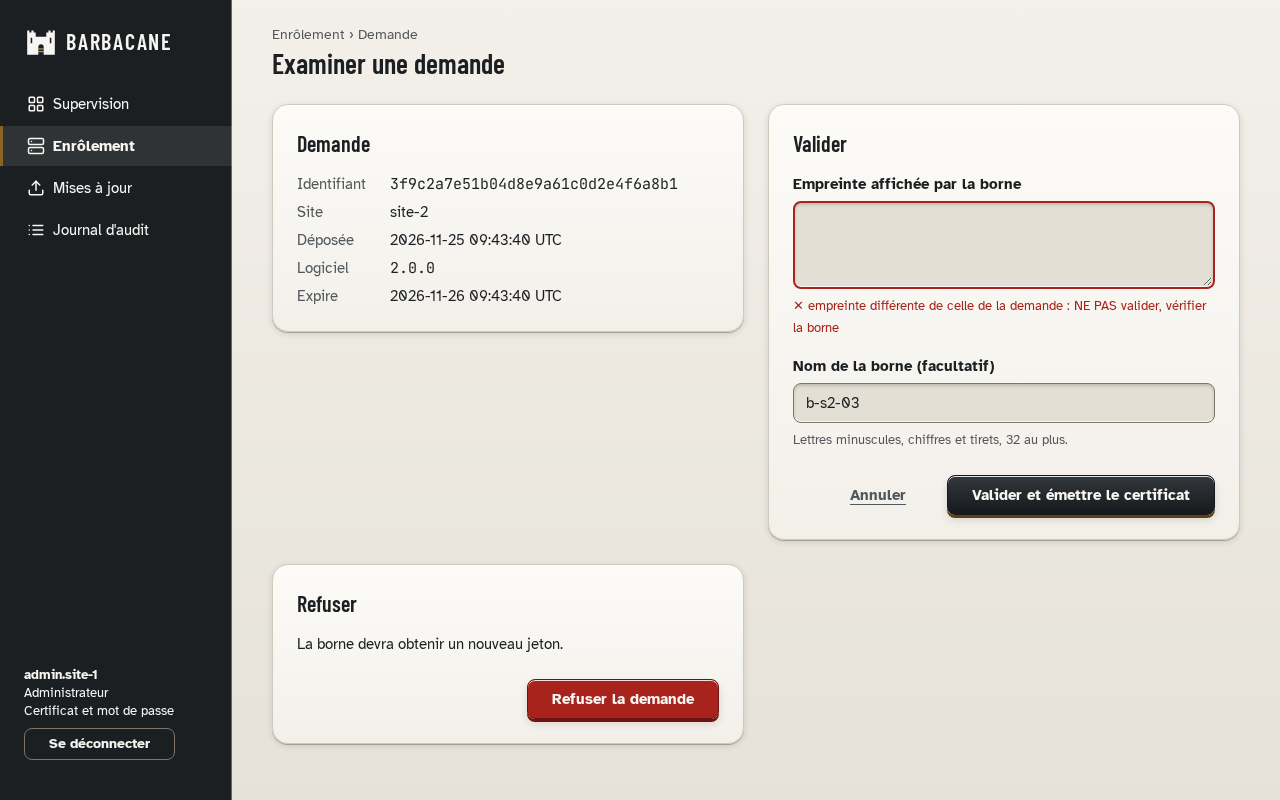 BARBACANE
Supervision
Enrôlement
Mises à jour
Journal d'audit
admin.site-1
Administrateur
Certificat et mot de passe
Se déconnecter
Enrôlement › Demande
Examiner une demande
Demande
Identifiant 3f9c2a7e51b04d8e9a61c0d2e4f6a8b1
Site site-2
Déposée 2026-11-25 09:43:40 UTC
Logiciel 2.0.0
Expire 2026-11-26 09:43:40 UTC
Valider
Empreinte affichée par la borne
✕ empreinte différente de celle de la demande : NE PAS valider, vérifier
la borne
Nom de la borne (facultatif)
b-s2-03
Lettres minuscules, chiffres et tirets, 32 au plus.
Annuler
Valider et émettre le certificat
Refuser
La borne devra obtenir un nouveau jeton.
Refuser la demande